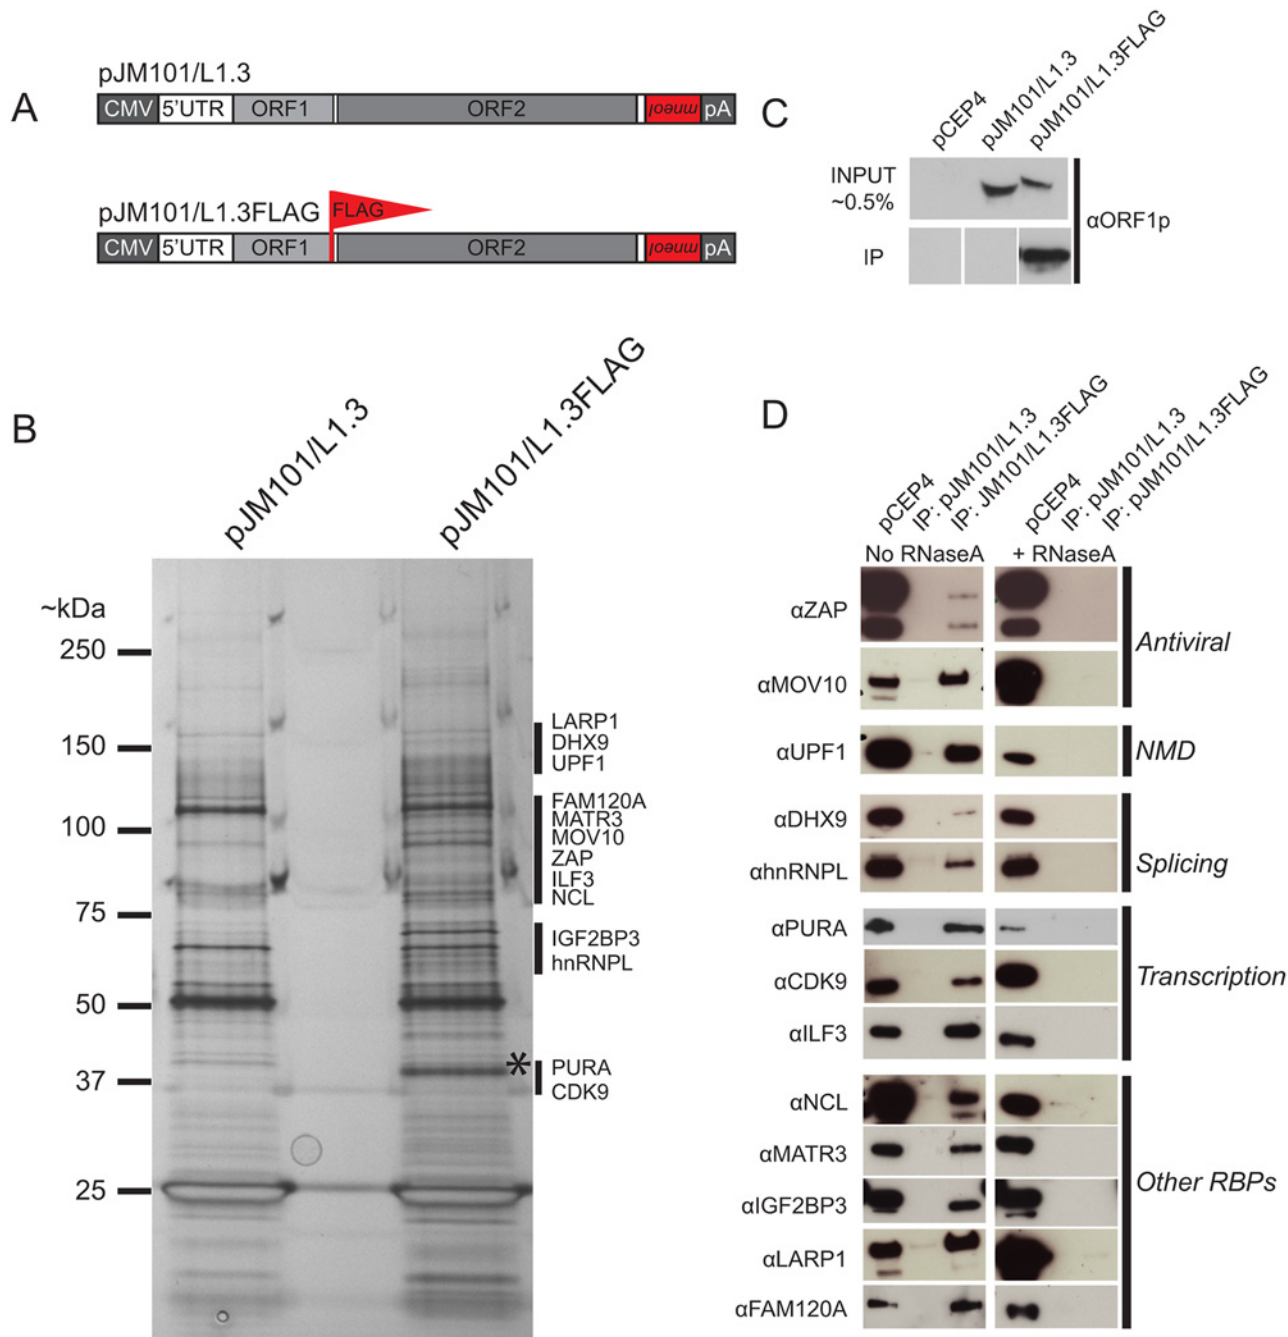 A
pJM101/L1.3
CMV 5'UTR ORF1 ORF2 mneoI pA
pJM101/L1.3FLAG FLAG
CMV 5'UTR ORF1 ORF2 mneoI pA
B
pJM101/L1.3
pJM101/L1.3FLAG
~kDa
250
150
100
75
50
37
25
LARP1
DHX9
UPF1
FAM120A
MATR3
MOV10
ZAP
ILF3
NCL
IGF2BP3
hnRNPL
*
PURA
CDK9
C
pCEP4
pJM101/L1.3
pJM101/L1.3FLAG
INPUT
~0.5%
IP
αORF1p
D
pCEP4
IP: pJM101/L1.3
IP: JM101/L1.3FLAG
pCEP4
IP: pJM101/L1.3
IP: pJM101/L1.3FLAG
No RNaseA
+ RNaseA
αZAP
αMOV10
Antiviral
αUPF1
NMD
αDHX9
αhnRNPL
Splicing
αPURA
αCDK9
αILF3
Transcription
αNCL
αMATR3
αIGF2BP3
αLARP1
αFAM120A
Other RBPs